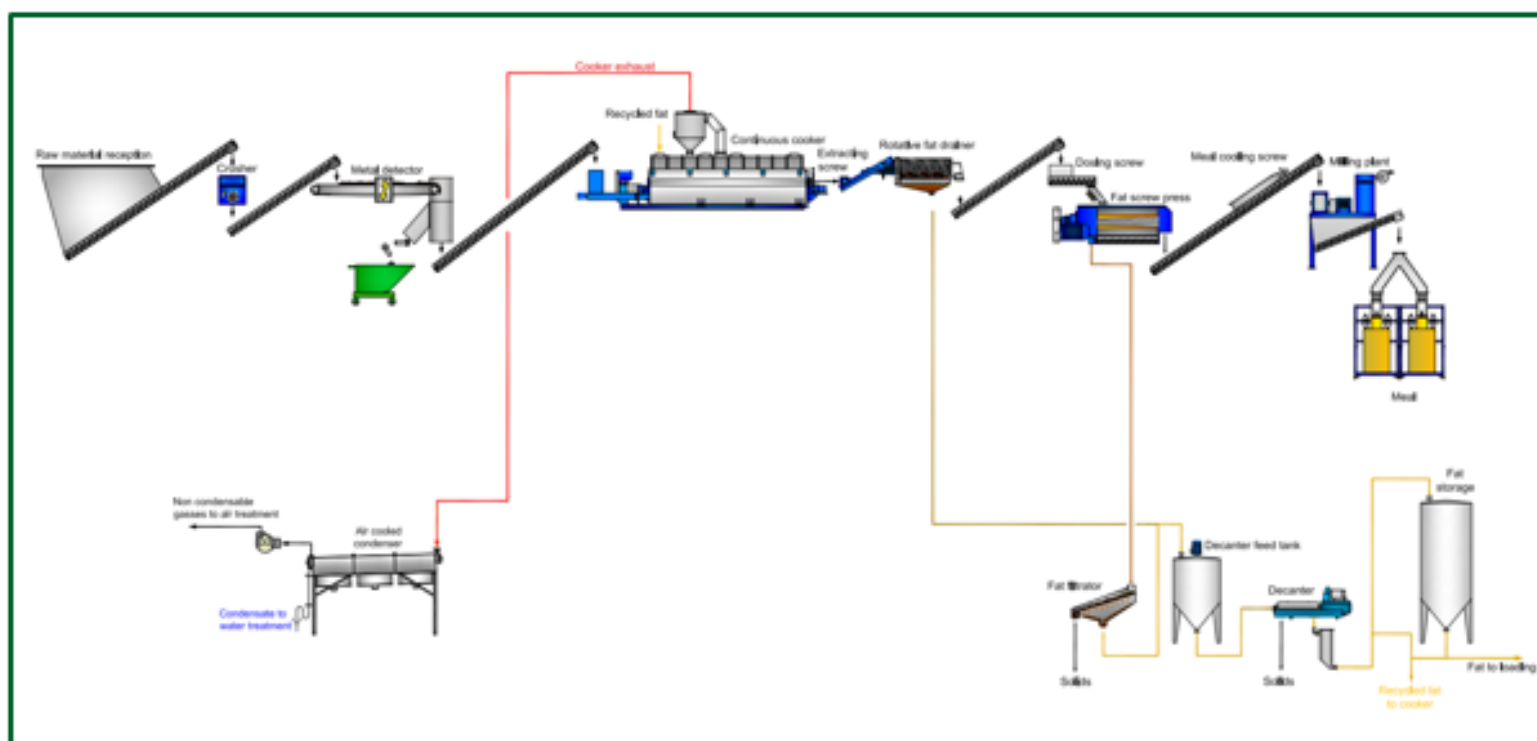 Cooker exhaust
Recycled fat
Continuous cooker
Raw material reception
Crusher
Metal detector
Extracting
screw
Rotative fat drainer
Dosing screw
Fat screw press
Meal cooling screw
Milling plant
Meal
Non condensable
gasses to air treatment
Air cooled
condenser
Condensate to
water treatment
Fat filtrator
Solids
Decanter feed tank
Decanter
Solids
Fat
storage
Fat to loading
Recycled fat
to cooker